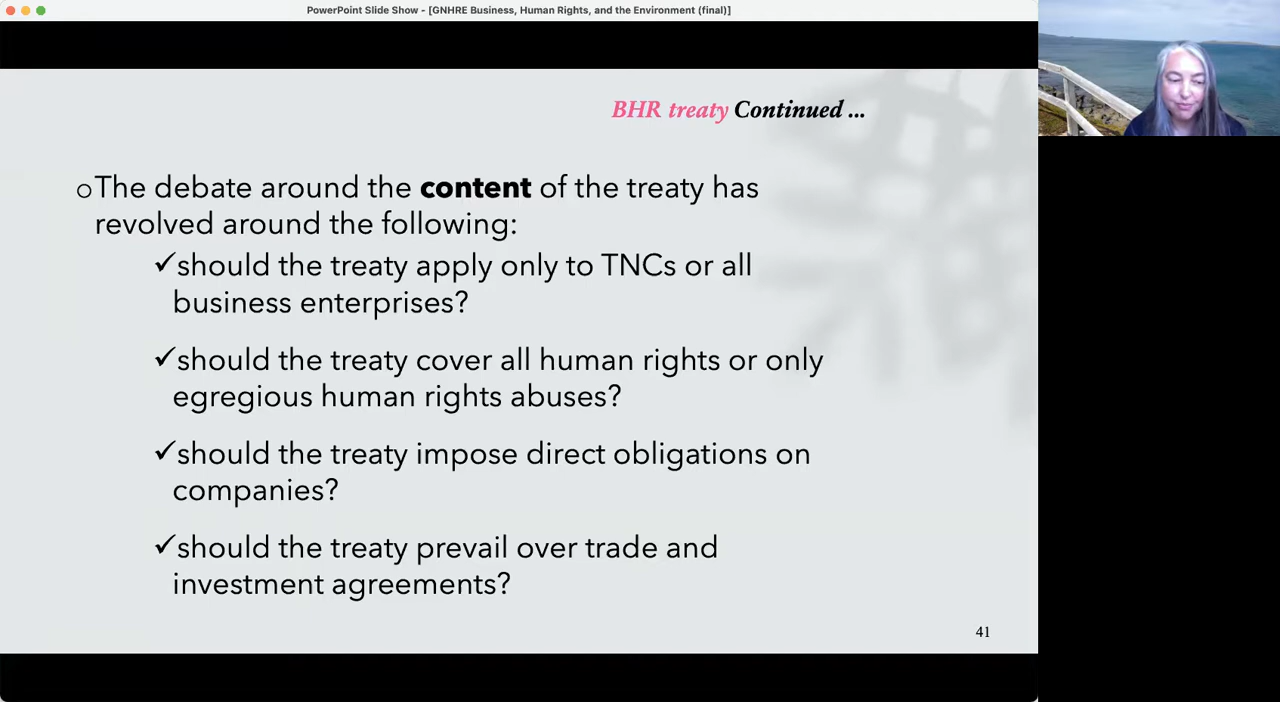 PowerPoint Slide Show - [GNHRE Business, Human Rights, and the Environment (final)]
BHR treaty Continued ...
○The debate around the content of the treaty has
revolved around the following:
✓should the treaty apply only to TNCs or all
business enterprises?
✓should the treaty cover all human rights or only
egregious human rights abuses?
✓should the treaty impose direct obligations on
companies?
✓should the treaty prevail over trade and
investment agreements?
41